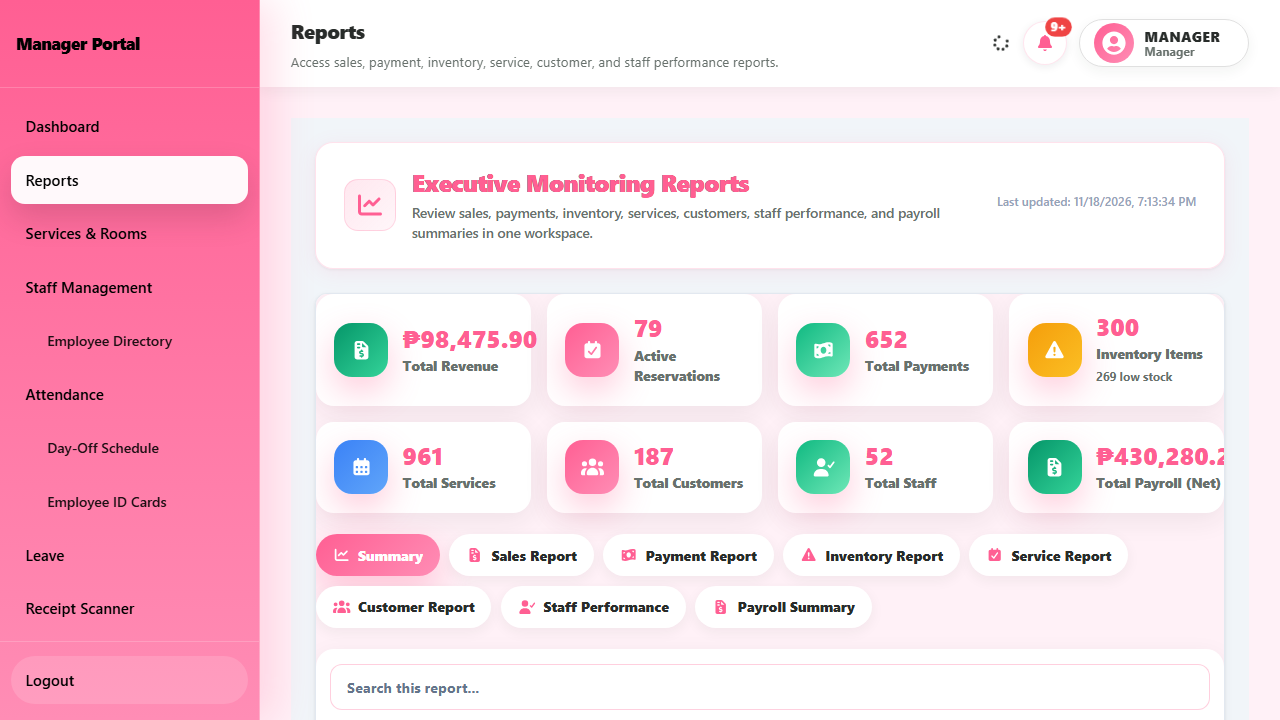 Manager Portal
Dashboard
Reports
Services & Rooms
Staff Management
Employee Directory
Attendance
Day-Off Schedule
Employee ID Cards
Leave
Receipt Scanner
Logout
Reports
Access sales, payment, inventory, service, customer, and staff performance reports.
9+
MANAGER
Manager
Executive Monitoring Reports
Review sales, payments, inventory, services, customers, staff performance, and payroll
summaries in one workspace.
Last updated: 11/18/2026, 7:13:34 PM
₱98,475.90
Total Revenue
79
Active
Reservations
652
Total Payments
300
Inventory Items
269 low stock
961
Total Services
187
Total Customers
52
Total Staff
₱430,280.2
Total Payroll (Net)
Summary
Sales Report
Payment Report
Inventory Report
Service Report
Customer Report
Staff Performance
Payroll Summary
Search this report...